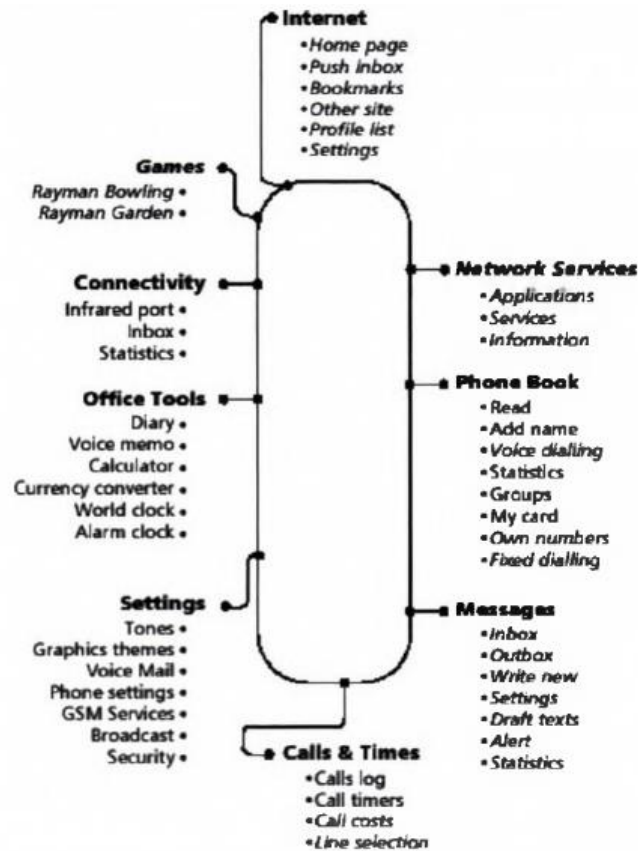 Internet
•Home page
•Push inbox
•Bookmarks
•Other site
•Profile list
•Settings
Games
Rayman Bowling •
Rayman Garden •
Connectivity
Infrared port •
Inbox •
Statistics •
Office Tools
Diary •
Voice memo •
Calculator •
Currency converter •
World clock •
Alarm clock •
Settings
Tones •
Graphics themes •
Voice Mail •
Phone settings •
GSM Services •
Broadcast •
Security •
Network Services
•Applications
•Services
•Information
Phone Book
•Read
•Add name
•Voice dialling
•Statistics
•Groups
•My card
•Own numbers
•Fixed dialling
Messages
•Inbox
•Outbox
•Write new
•Settings
•Draft texts
•Alert
•Statistics
Calls & Times
•Calls log
•Call timers
•Call costs
•Line selection